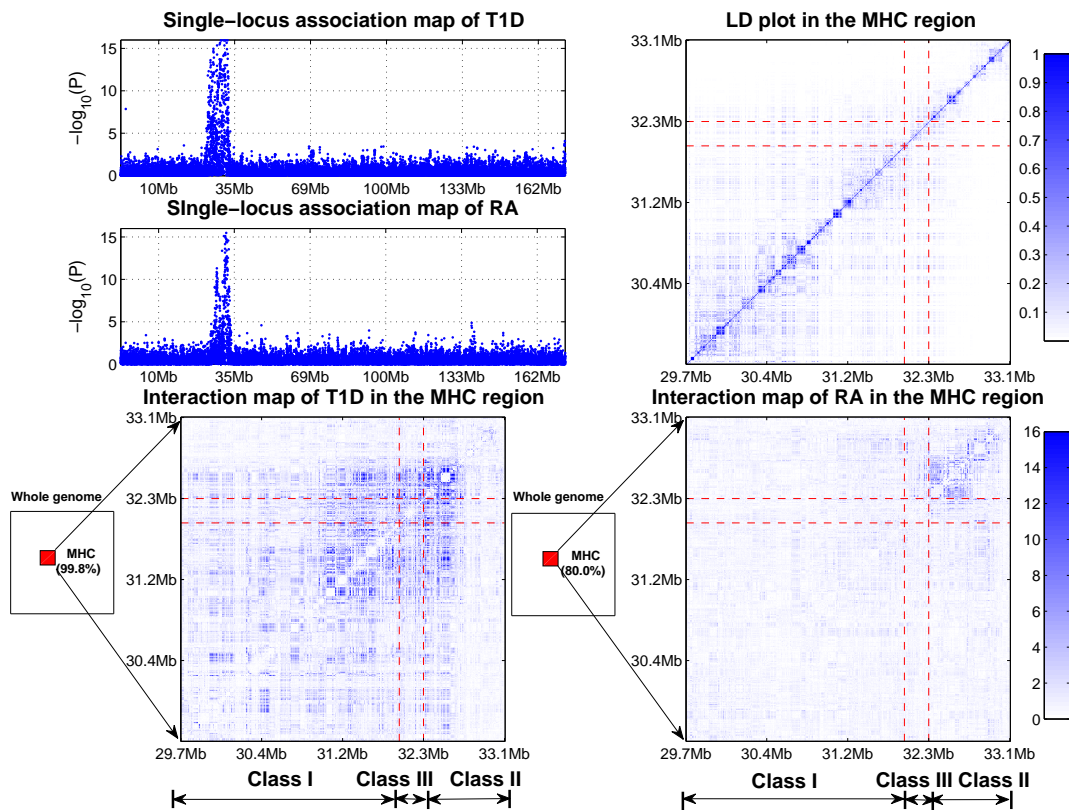 Single−locus association map of T1D
−log10(P)
15
10
5
0
10Mb 35Mb 69Mb 100Mb 133Mb 162Mb
SIngle−locus association map of RA
−log10(P)
15
10
5
0
10Mb 35Mb 69Mb 100Mb 133Mb 162Mb
LD plot in the MHC region
33.1Mb
32.3Mb
31.2Mb
30.4Mb
29.7Mb 30.4Mb 31.2Mb 32.3Mb 33.1Mb
1
0.9
0.8
0.7
0.6
0.5
0.4
0.3
0.2
0.1
Interaction map of T1D in the MHC region
33.1Mb
32.3Mb
31.2Mb
30.4Mb
29.7Mb 30.4Mb 31.2Mb 32.3Mb 33.1Mb
Whole genome
MHC
(99.8%)
Class I Class III Class II
Interaction map of RA in the MHC region
33.1Mb
32.3Mb
31.2Mb
30.4Mb
29.7Mb 30.4Mb 31.2Mb 32.3Mb 33.1Mb
Whole genome
MHC
(80.0%)
Class I Class III Class II
16
14
12
10
8
6
4
2
0